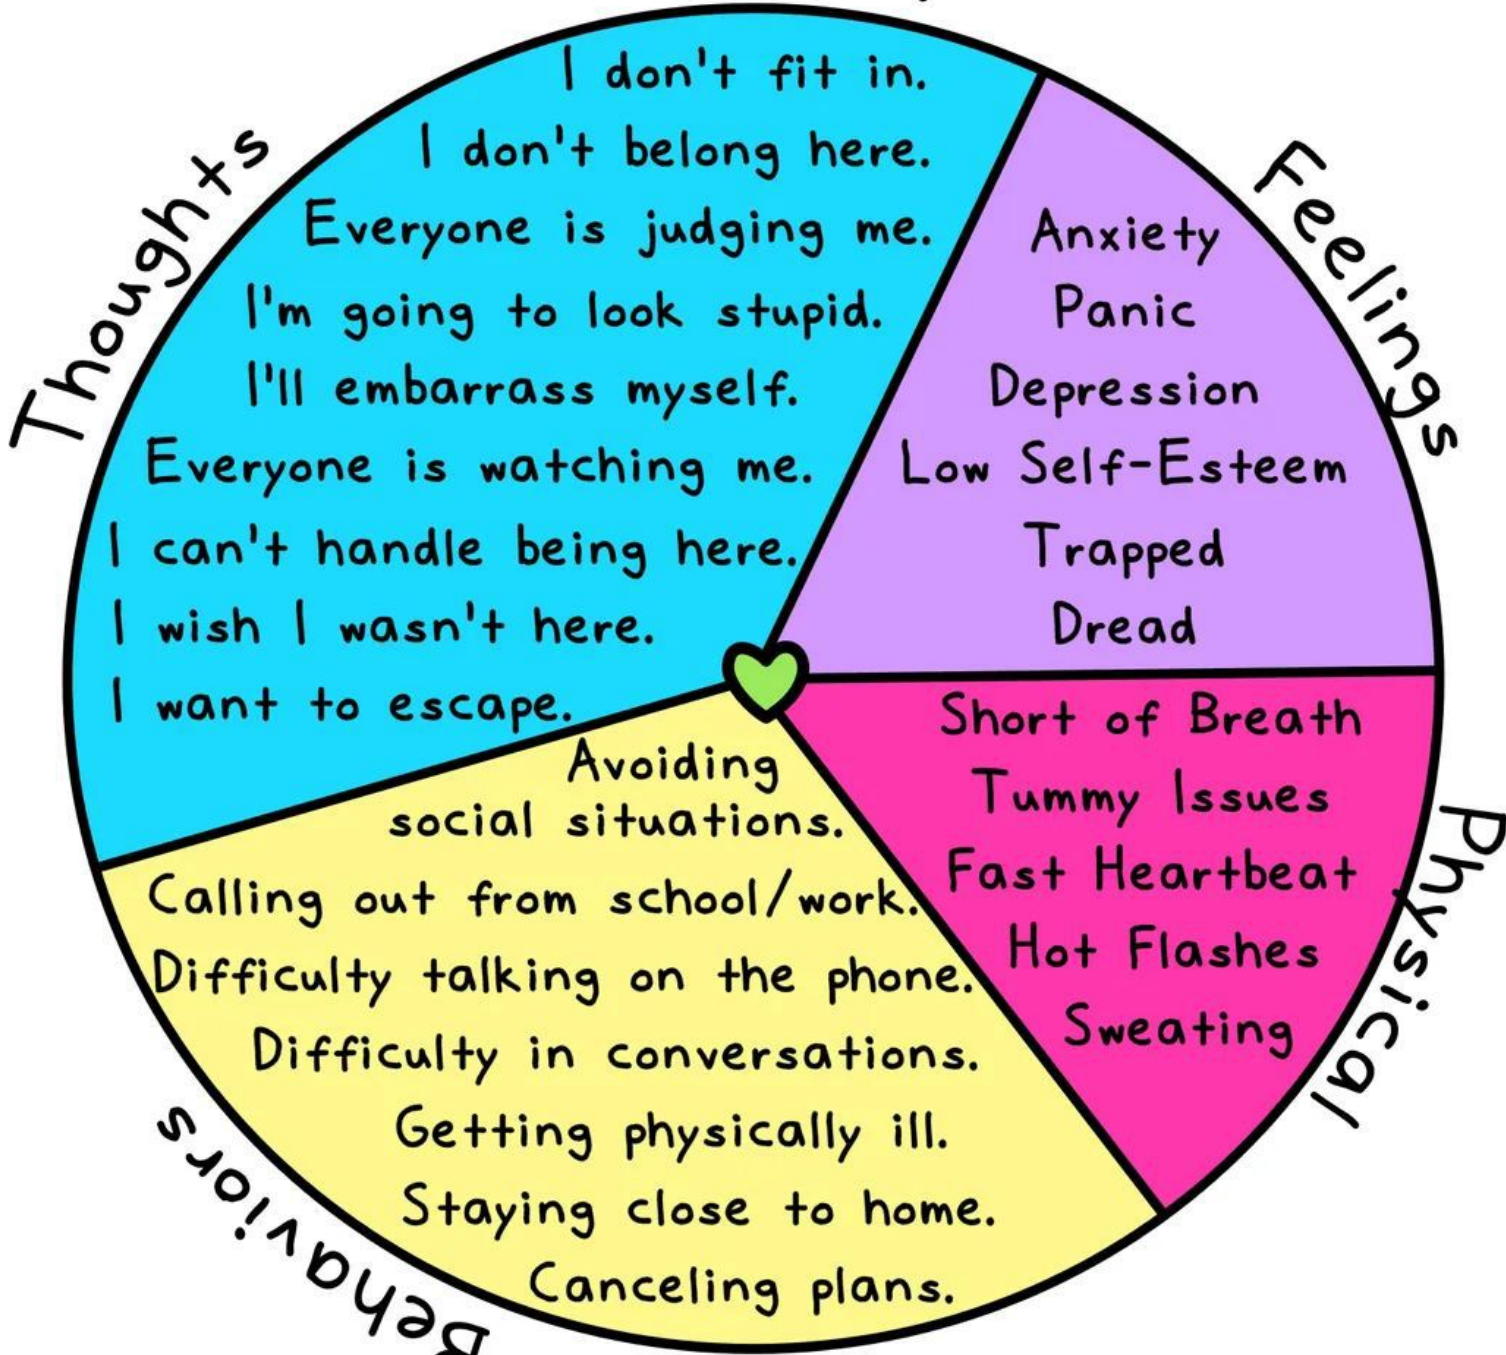 Thoughts
I don't fit in.
I don't belong here.
Everyone is judging me.
I'm going to look stupid.
I'll embarrass myself.
Everyone is watching me.
I can't handle being here.
I wish I wasn't here.
I want to escape.
Feelings
Anxiety
Panic
Depression
Low Self-Esteem
Trapped
Dread
Physical
Short of Breath
Tummy Issues
Fast Heartbeat
Hot Flashes
Sweating
Behaviors
Avoiding
social situations.
Calling out from school/work.
Difficulty talking on the phone.
Difficulty in conversations.
Getting physically ill.
Staying close to home.
Canceling plans.